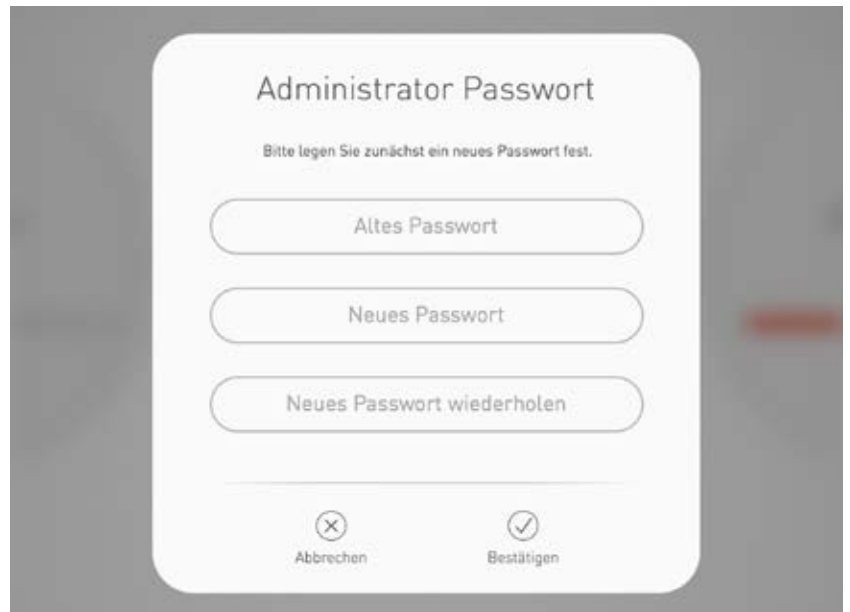 Administrator Passwort
Bitte legen Sie zunächst ein neues Passwort fest.
Altes Passwort
Neues Passwort
Neues Passwort wiederholen
Abbrechen
Bestätigen